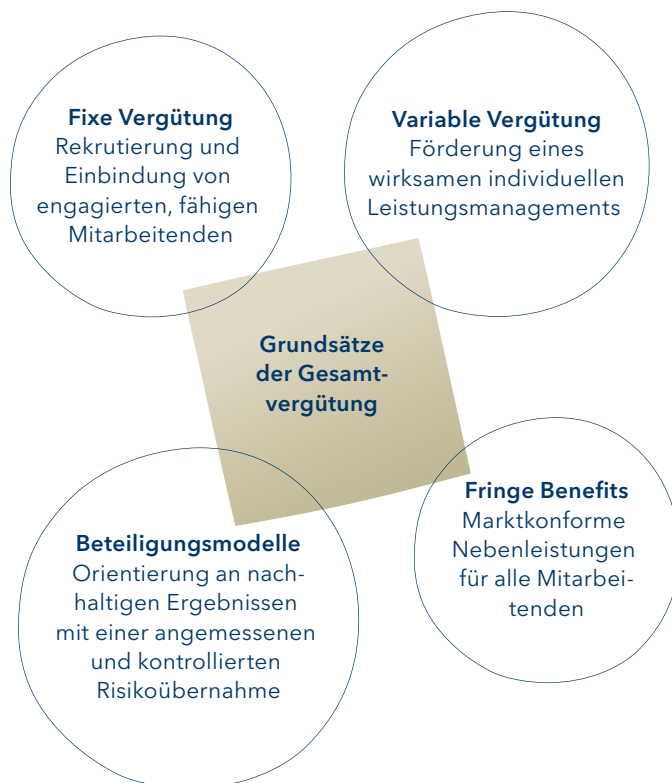 Fixe Vergütung
Rekrutierung und
Einbindung von
engagierten, fähigen
Mitarbeitenden
Variable Vergütung
Förderung eines
wirksamen individuellen
Leistungsmanagements
Grundsätze
der Gesamt-
vergütung
Beteiligungsmodelle
Orientierung an nach-
haltigen Ergebnissen
mit einer angemessenen
und kontrollierten
Risikoübernahme
Fringe Benefits
Marktkonforme
Nebenleistungen
für alle Mitarbei-
tenden